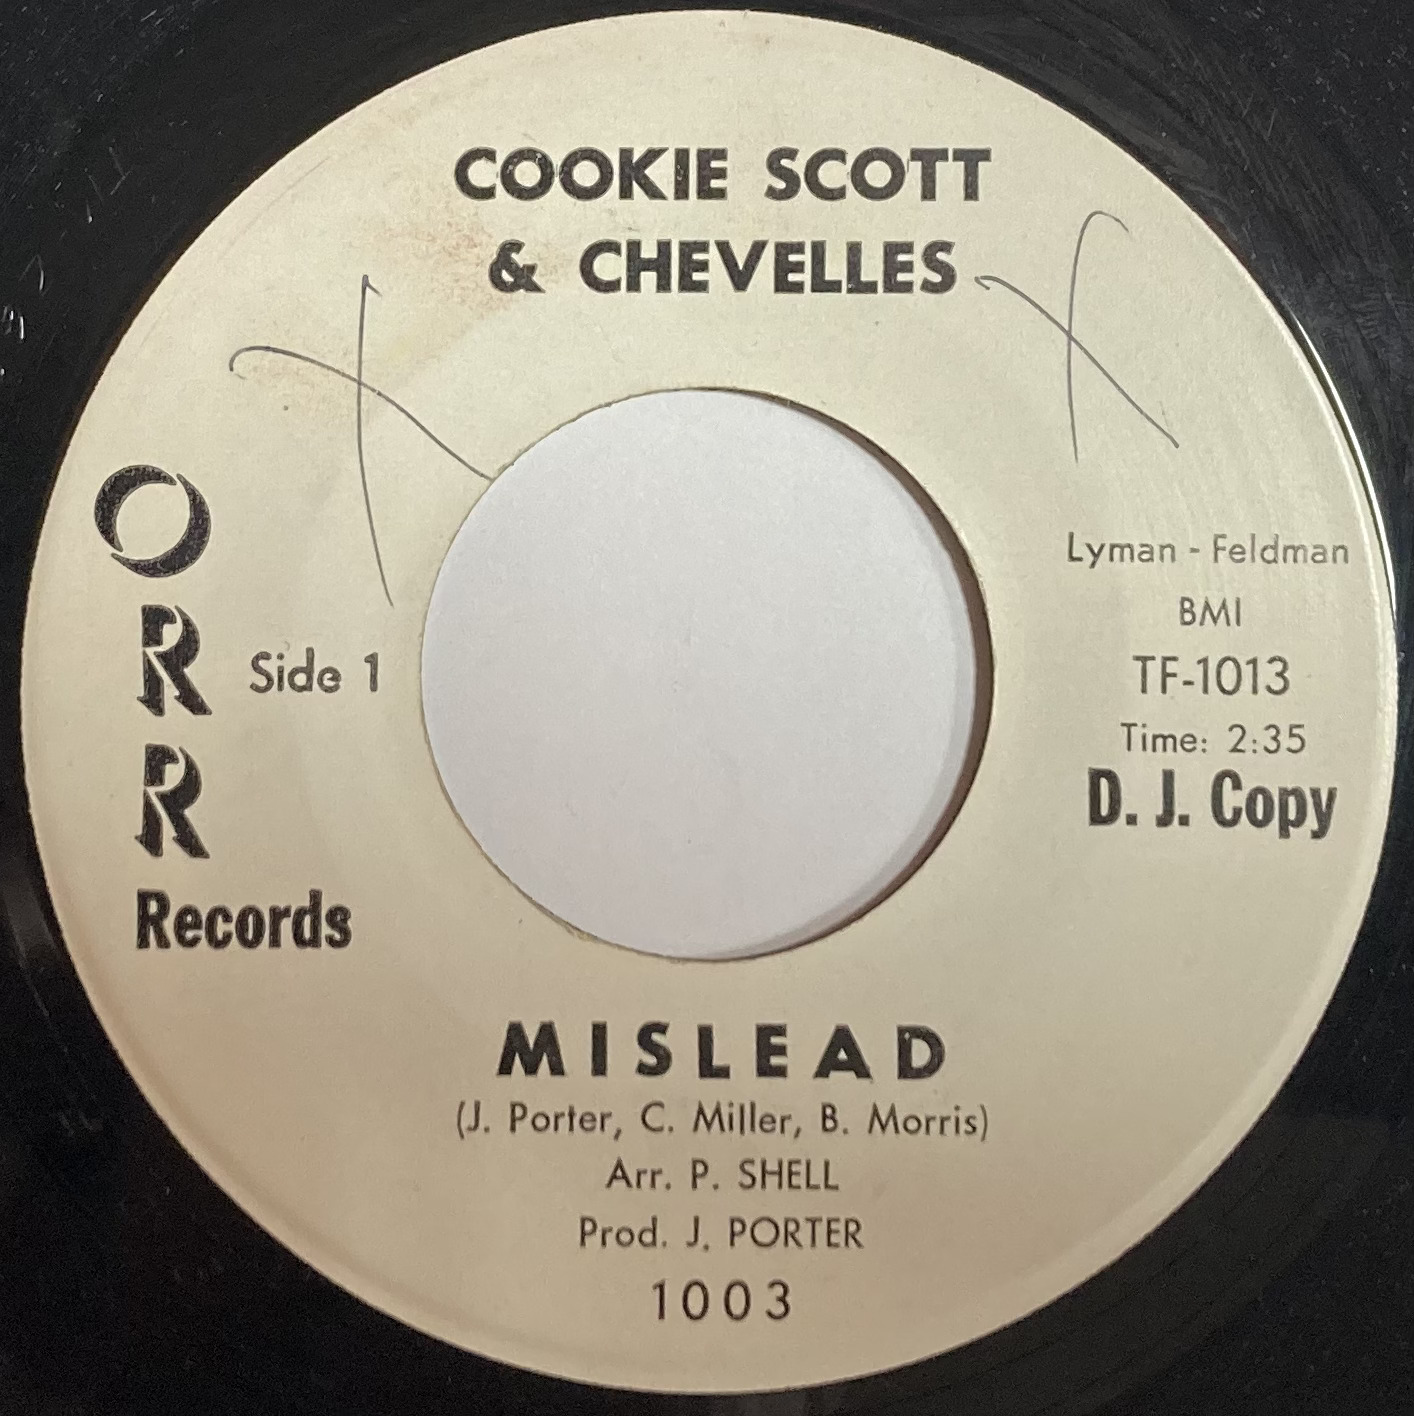 COOKIE SCOTT
& CHEVELLES
ORR
Records
Side 1
Lyman - Feldman
BMI
TF-1013
Time: 2:35
D. J. Copy
MISLEAD
(J. Porter, C. Miller, B. Morris)
Arr. P. SHELL
Prod. J. PORTER
1003